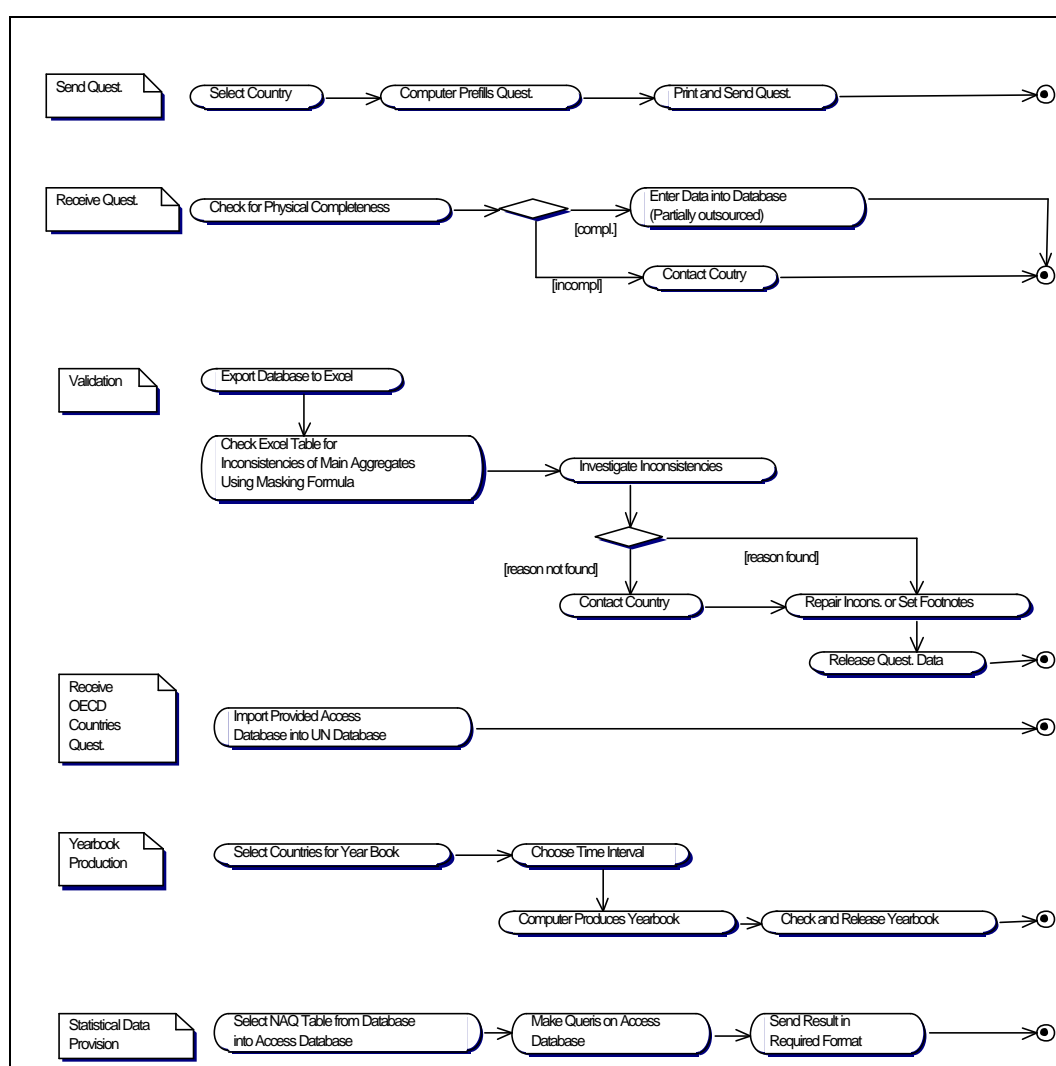 Send Quest.
Select Country
Computer Prefills Quest.
Print and Send Quest.
Receive Quest.
Check for Physical Completeness
Enter Data into Database
(Partially outsourced)
[compl.]
[incompl]
Contact Coutry
Validation
Export Database to Excel
Check Excel Table for
Inconsistencies of Main Aggregates
Using Masking Formula
Investigate Inconsistencies
[reason not found]
[reason found]
Contact Country
Repair Incons. or Set Footnotes
Release Quest. Data
Receive
OECD
Countries
Quest.
Import Provided Access
Database into UN Database
Yearbook
Production
Select Countries for Year Book
Choose Time Interval
Computer Produces Yearbook
Check and Release Yearbook
Statistical Data
Provision
Select NAQ Table from Database
into Access Database
Make Queris on Access
Database
Send Result in
Required Format